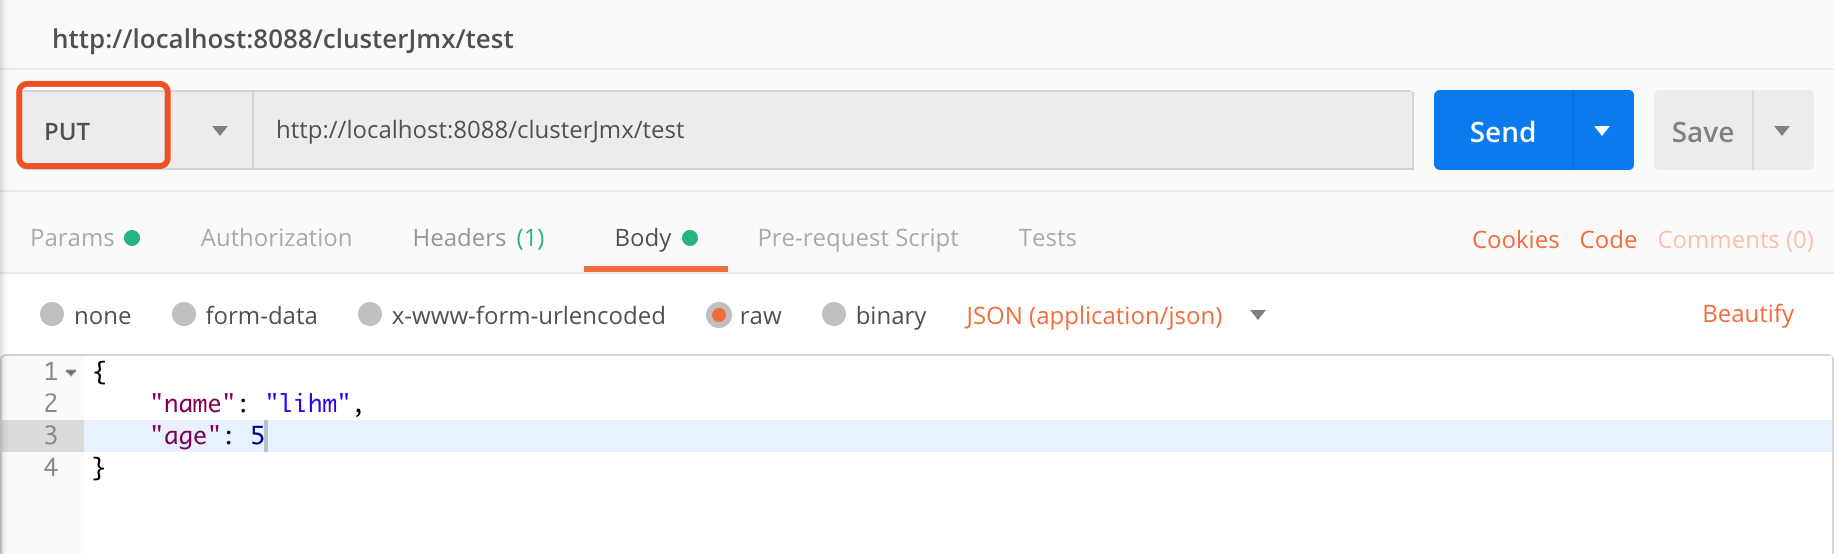 http://localhost:8088/clusterJmx/test
PUT http://localhost:8088/clusterJmx/test Send Save
Params Authorization Headers (1) Body Pre-request Script Tests Cookies Code Comments (0)
none form-data x-www-form-urlencoded raw binary JSON (application/json) Beautify
1 {
2 "name": "lihm",
3 "age": 5
4 }